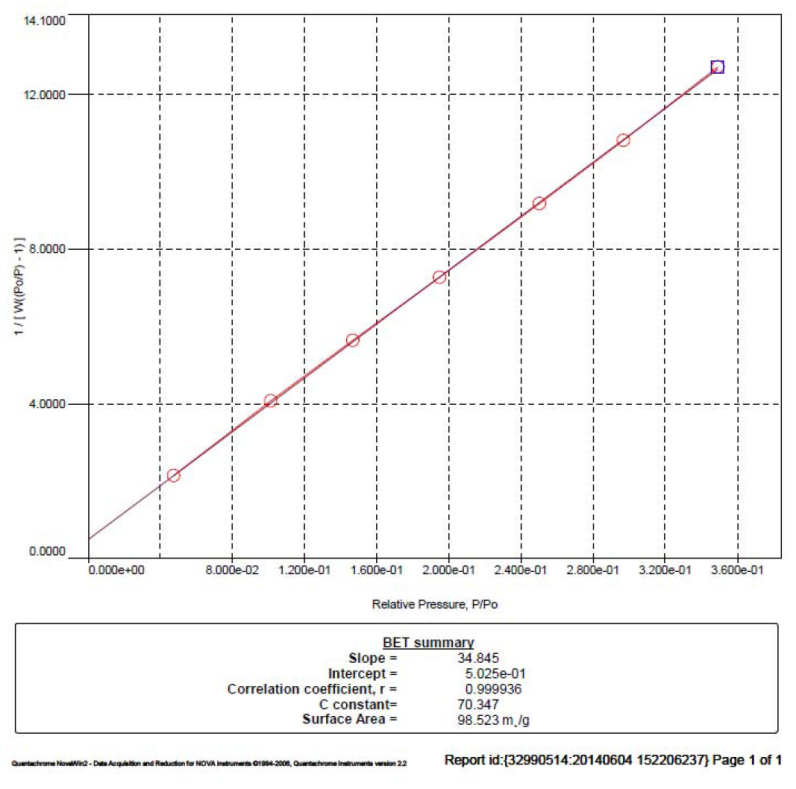 14.1000
12.0000
8.0000
4.0000
0.0000
1 / [ W((Po/P) - 1) ]
0.000e+00 8.000e-02 1.200e-01 1.600e-01 2.000e-01 2.400e-01 2.800e-01 3.200e-01 3.600e-01
Relative Pressure, P/Po
BET summary
Slope = 34.845
Intercept = 5.025e-01
Correlation coefficient, r = 0.999936
C constant= 70.347
Surface Area = 98.523 m,/g
Quantachrome NovaWin2 - Data Acquisition and Reduction for NOVA instruments ©1994-2006, Quantachrome Instruments version 2.2
Report id:{32990514:20140604 152206237} Page 1 of 1